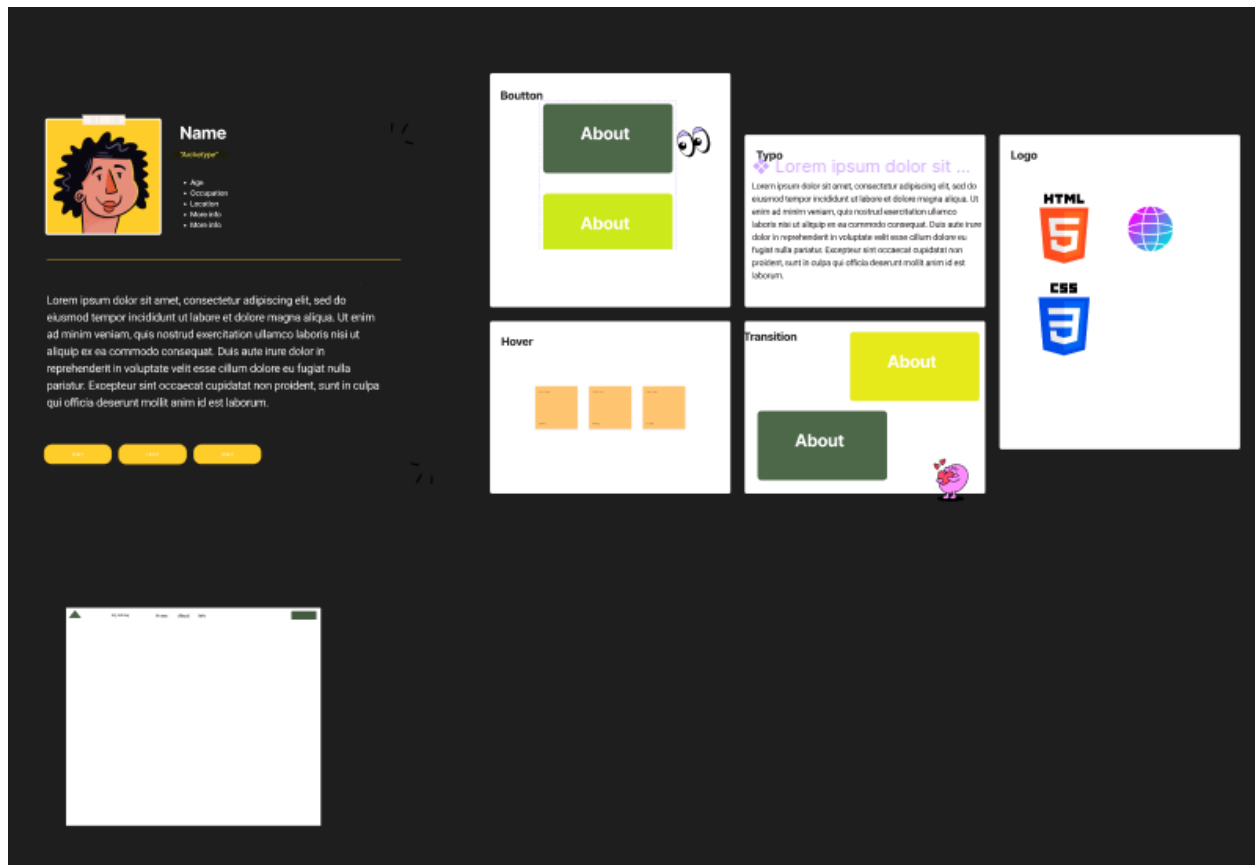 Name
"Archetype"
Age
Occupation
Location
More info
More info
Lorem ipsum dolor sit amet, consectetur adipiscing elit, sed do
eiusmod tempor incididunt ut labore et dolore magna aliqua. Ut enim
ad minim veniam, quis nostrud exercitation ullamco laboris nisi ut
aliquip ex ea commodo consequat. Duis aute irure dolor in
reprehenderit in voluptate velit esse cillum dolore eu fugiat nulla
pariatur. Excepteur sint occaecat cupidatat non proident, sunt in culpa
qui officia deserunt mollit anim id est laborum.
Boutton
About
About
Typo
Lorem ipsum dolor sit ...
Lorem ipsum dolor sit amet, consectetur adipiscing elit, sed do
eiusmod tempor incididunt ut labore et dolore magna aliqua. Ut
enim ad minim veniam, quis nostrud exercitation ullamco
laboris nisi ut aliquip ex ea commodo consequat. Duis aute irure
dolor in reprehenderit in voluptate velit esse cillum dolore eu
fugiat nulla pariatur. Excepteur sint occaecat cupidatat non
proident, sunt in culpa qui officia deserunt mollit anim id est
laborum.
Logo
HTML
5
CSS
3
Hover
Transition
About
About
About